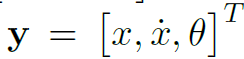 y = [x, ẋ, θ]^T